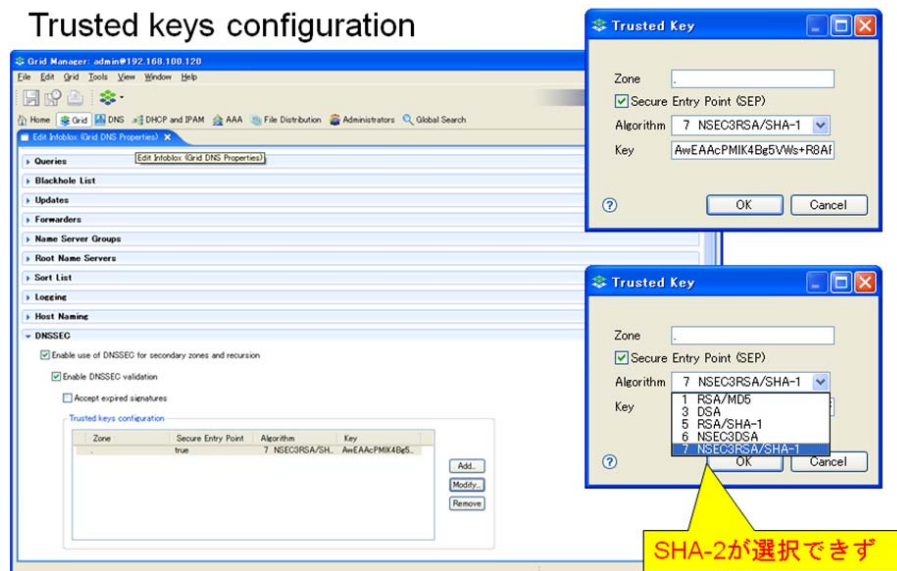 Trusted keys configuration
Grid Manager: admin@192.168.100.120
File Edit Grid Tools View Window Help
Home Grid DNS DHCP and IPAM AAA File Distribution Administrators Global Search
Edit Infoblox (Grid DNS Properties)
Edit Infoblox (Grid DNS Properties)
Queries
Blackhole List
Updates
Forwarders
Name Server Groups
Root Name Servers
Sort List
Logging
Host Naming
DNSSEC
Enable use of DNSSEC for secondary zones and recursion
Enable DNSSEC validation
Accept expired signatures
Trusted keys configuration
Zone Secure Entry Point Algorithm Key
. true 7 NSEC3RSA/SH.. AwEAAcPMIK4Bg5..
Add..
Modify..
Remove
Trusted Key
Zone .
Secure Entry Point (SEP)
Algorithm 7 NSEC3RSA/SHA-1
Key AwEAAcPMIK4Bg5VWs+R8AF
OK Cancel
Trusted Key
Zone .
Secure Entry Point (SEP)
Algorithm 7 NSEC3RSA/SHA-1
Key
1 RSA/MD5
3 DSA
5 RSA/SHA-1
6 NSEC3DSA
7 NSEC3RSA/SHA-1
OK Cancel
SHA-2が選択できず